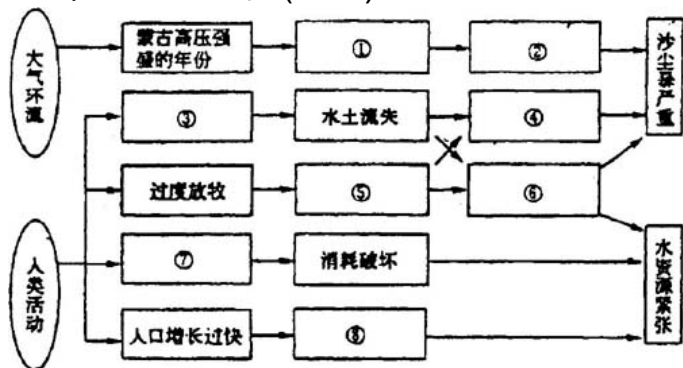 大气环流
蒙古高压强
盛的年份
①
②
沙尘暴严重
③
水土流失
④
过度放牧
⑤
⑥
人类活动
⑦
消耗破坏
水资源紧张
人口增长过快
⑧